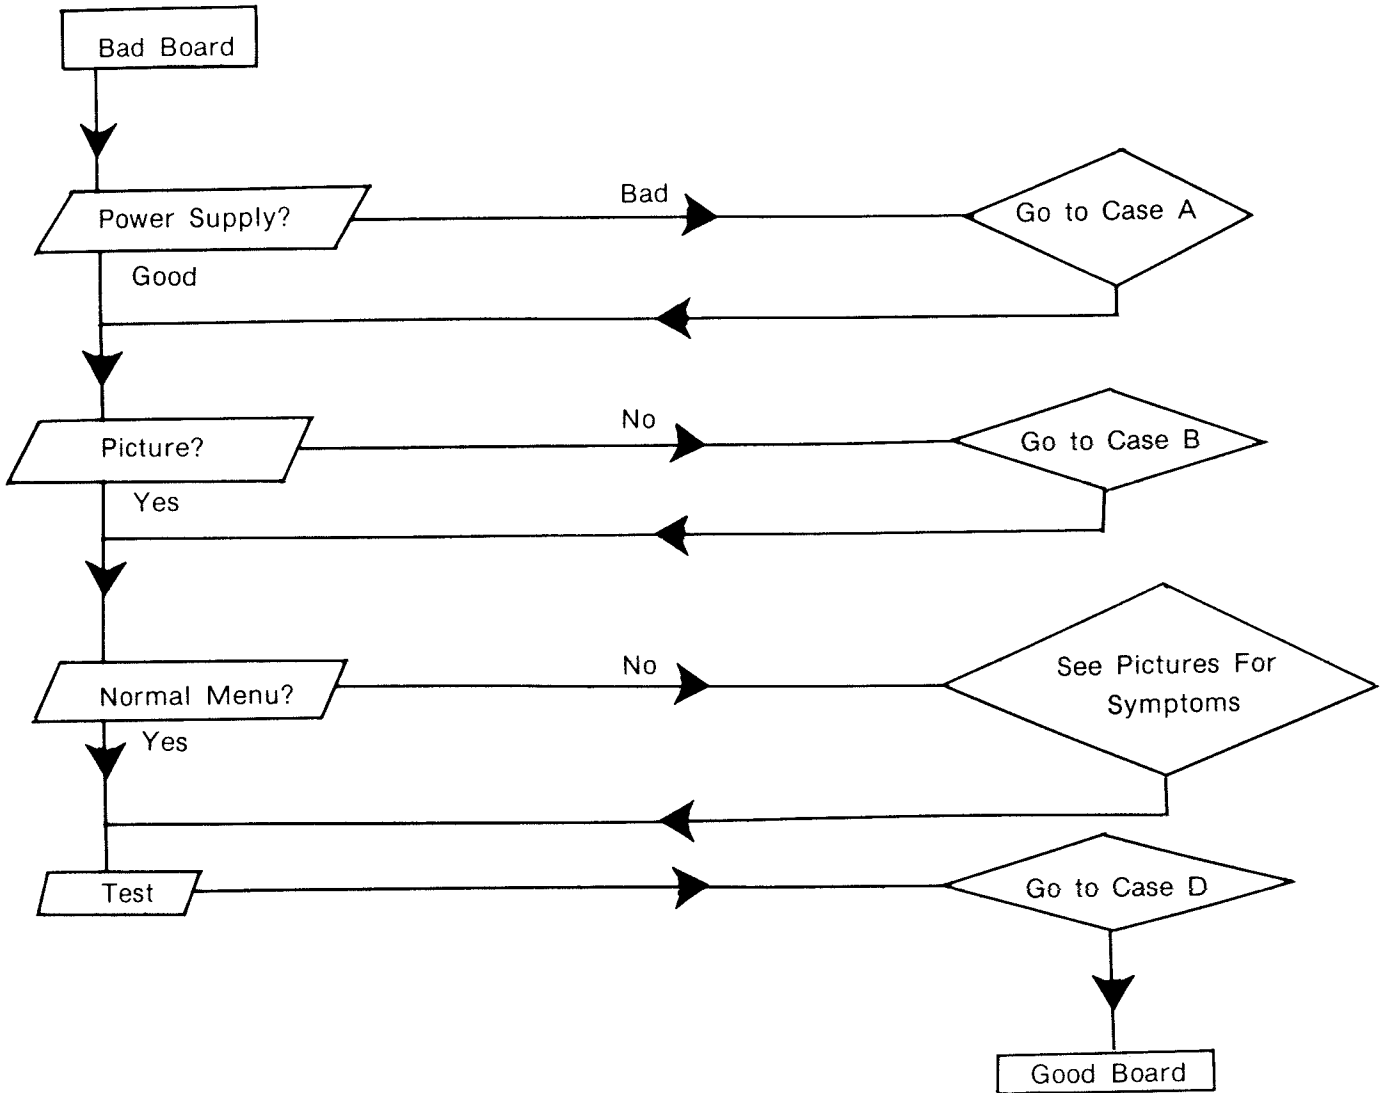 Bad Board
Bad
Power Supply?
Go to Case A
Good
No
Picture?
Go to Case B
Yes
No
Normal Menu?
See Pictures For
Symptoms
Yes
Test
Go to Case D
Good Board